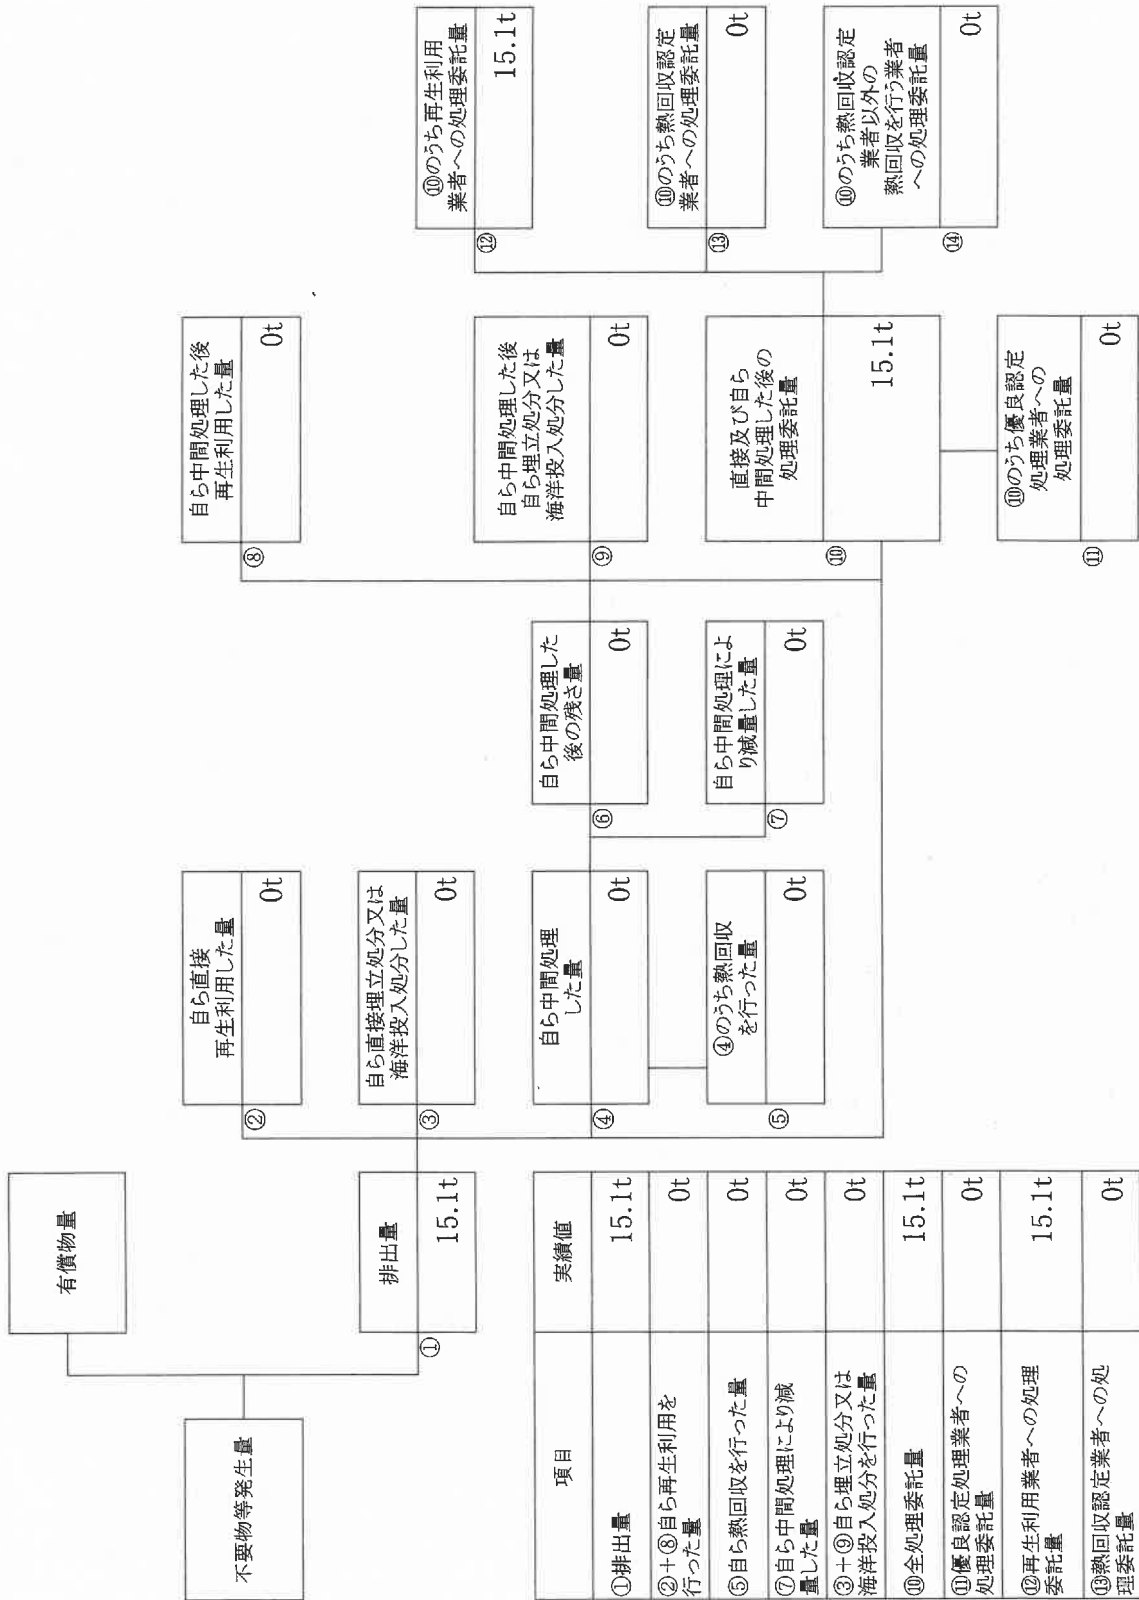 不要物等発生量
有償物量
排出量
① 15.1t
自ら直接
再生利用した量
② 0t
自ら直接埋立処分又は
海洋投入処分した量
③ 0t
自ら中間処理
した量
④ 0t
④のうち熱回収
を行った量
⑤ 0t
自ら中間処理した
後の残さ量
⑥ 0t
自ら中間処理によ
り減量した量
⑦ 0t
自ら中間処理した後
再生利用した量
⑧ 0t
自ら中間処理した後
自ら埋立処分又は
海洋投入処分した量
⑨ 0t
直接及び自ら
中間処理した後の
処理委託量
⑩ 15.1t
⑩のうち優良認定
処理業者への
処理委託量
⑪ 0t
⑩のうち再生利用
業者への処理委託量
⑫ 15.1t
⑩のうち熱回収認定
業者への処理委託量
⑬ 0t
⑩のうち熱回収認定
業者以外の
熱回収を行う業者
への処理委託量
⑭ 0t
項目 実績値
①排出量 15.1t
②+⑧自ら再生利用を
行った量 0t
⑤自ら熱回収を行った量 0t
⑦自ら中間処理により減
量した量 0t
③+⑨自ら埋立処分又は
海洋投入処分を行った量 0t
⑩全処理委託量 15.1t
⑪優良認定処理業者への
処理委託量 0t
⑫再生利用業者への処理
委託量 15.1t
⑬熱回収認定業者への処
理委託量 0t